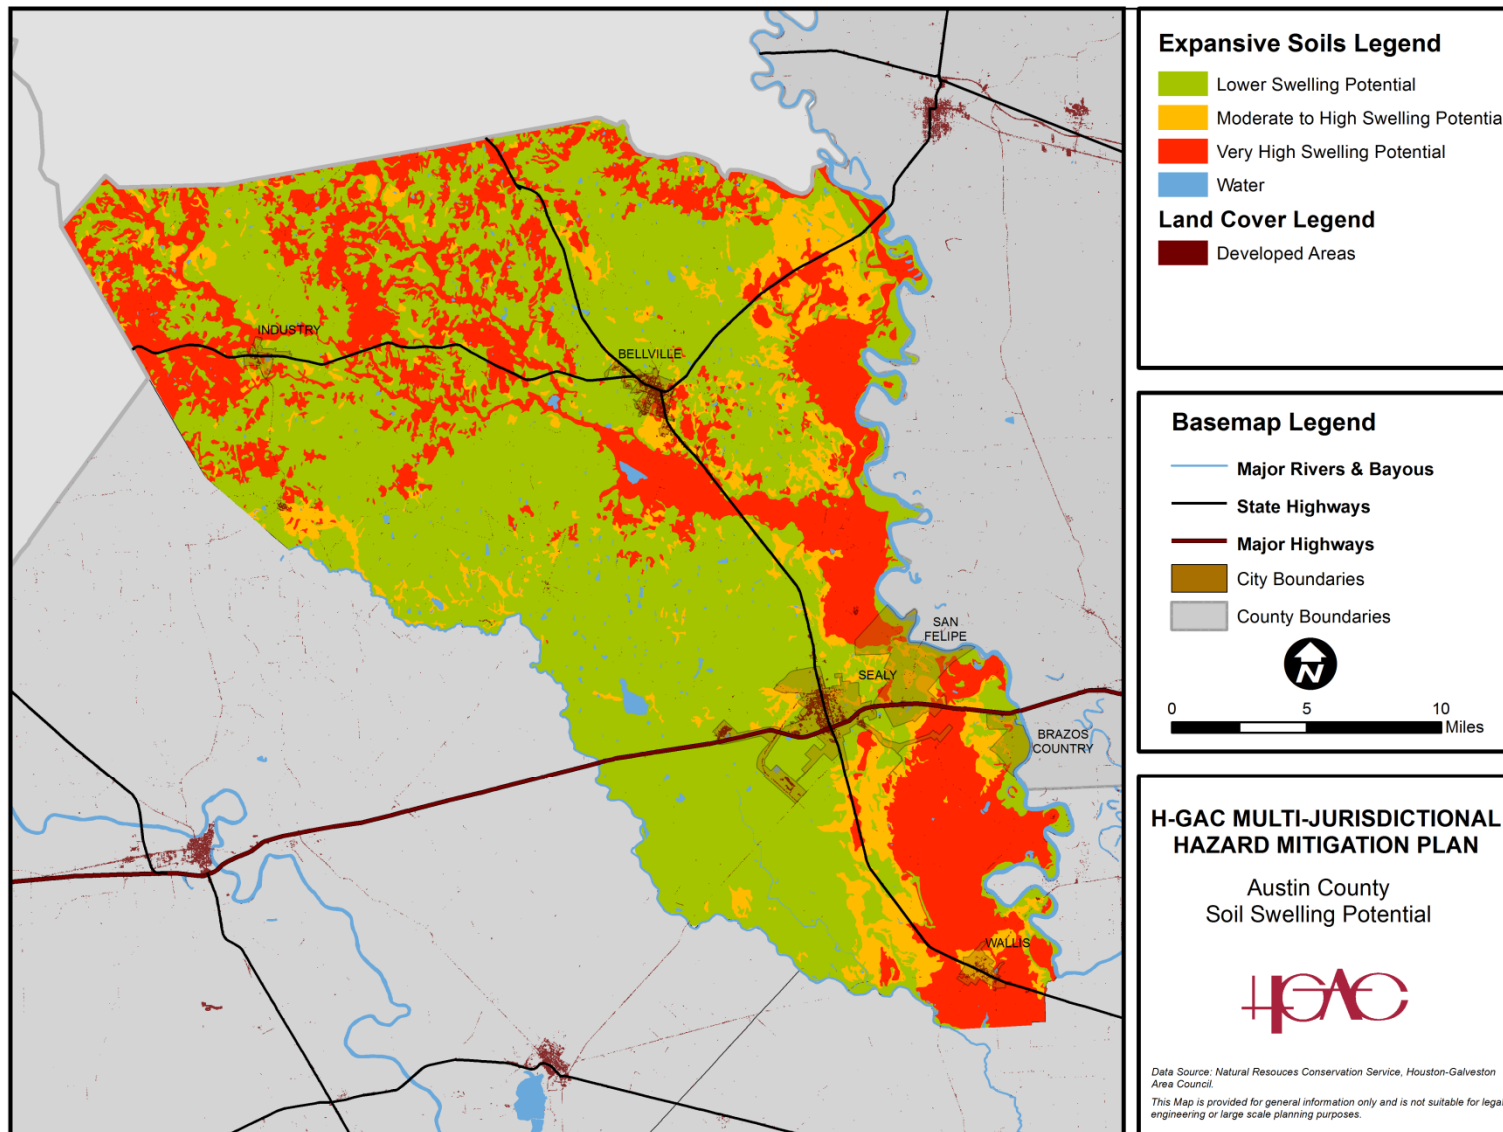 INDUSTRY
BELLVILLE
SAN
FELIPE
SEALY
BRAZOS
COUNTRY
WALLIS
Expansive Soils Legend
Lower Swelling Potential
Moderate to High Swelling Potentia
Very High Swelling Potential
Water
Land Cover Legend
Developed Areas
Basemap Legend
Major Rivers & Bayous
State Highways
Major Highways
City Boundaries
County Boundaries
N
0 5 10
Miles
H-GAC MULTI-JURISDICTIONAL
HAZARD MITIGATION PLAN
Austin County
Soil Swelling Potential
HGAC
Data Source: Natural Resouces Conservation Service, Houston-Galveston
Area Council.
This Map is provided for general information only and is not suitable for legal
engineering or large scale planning purposes.